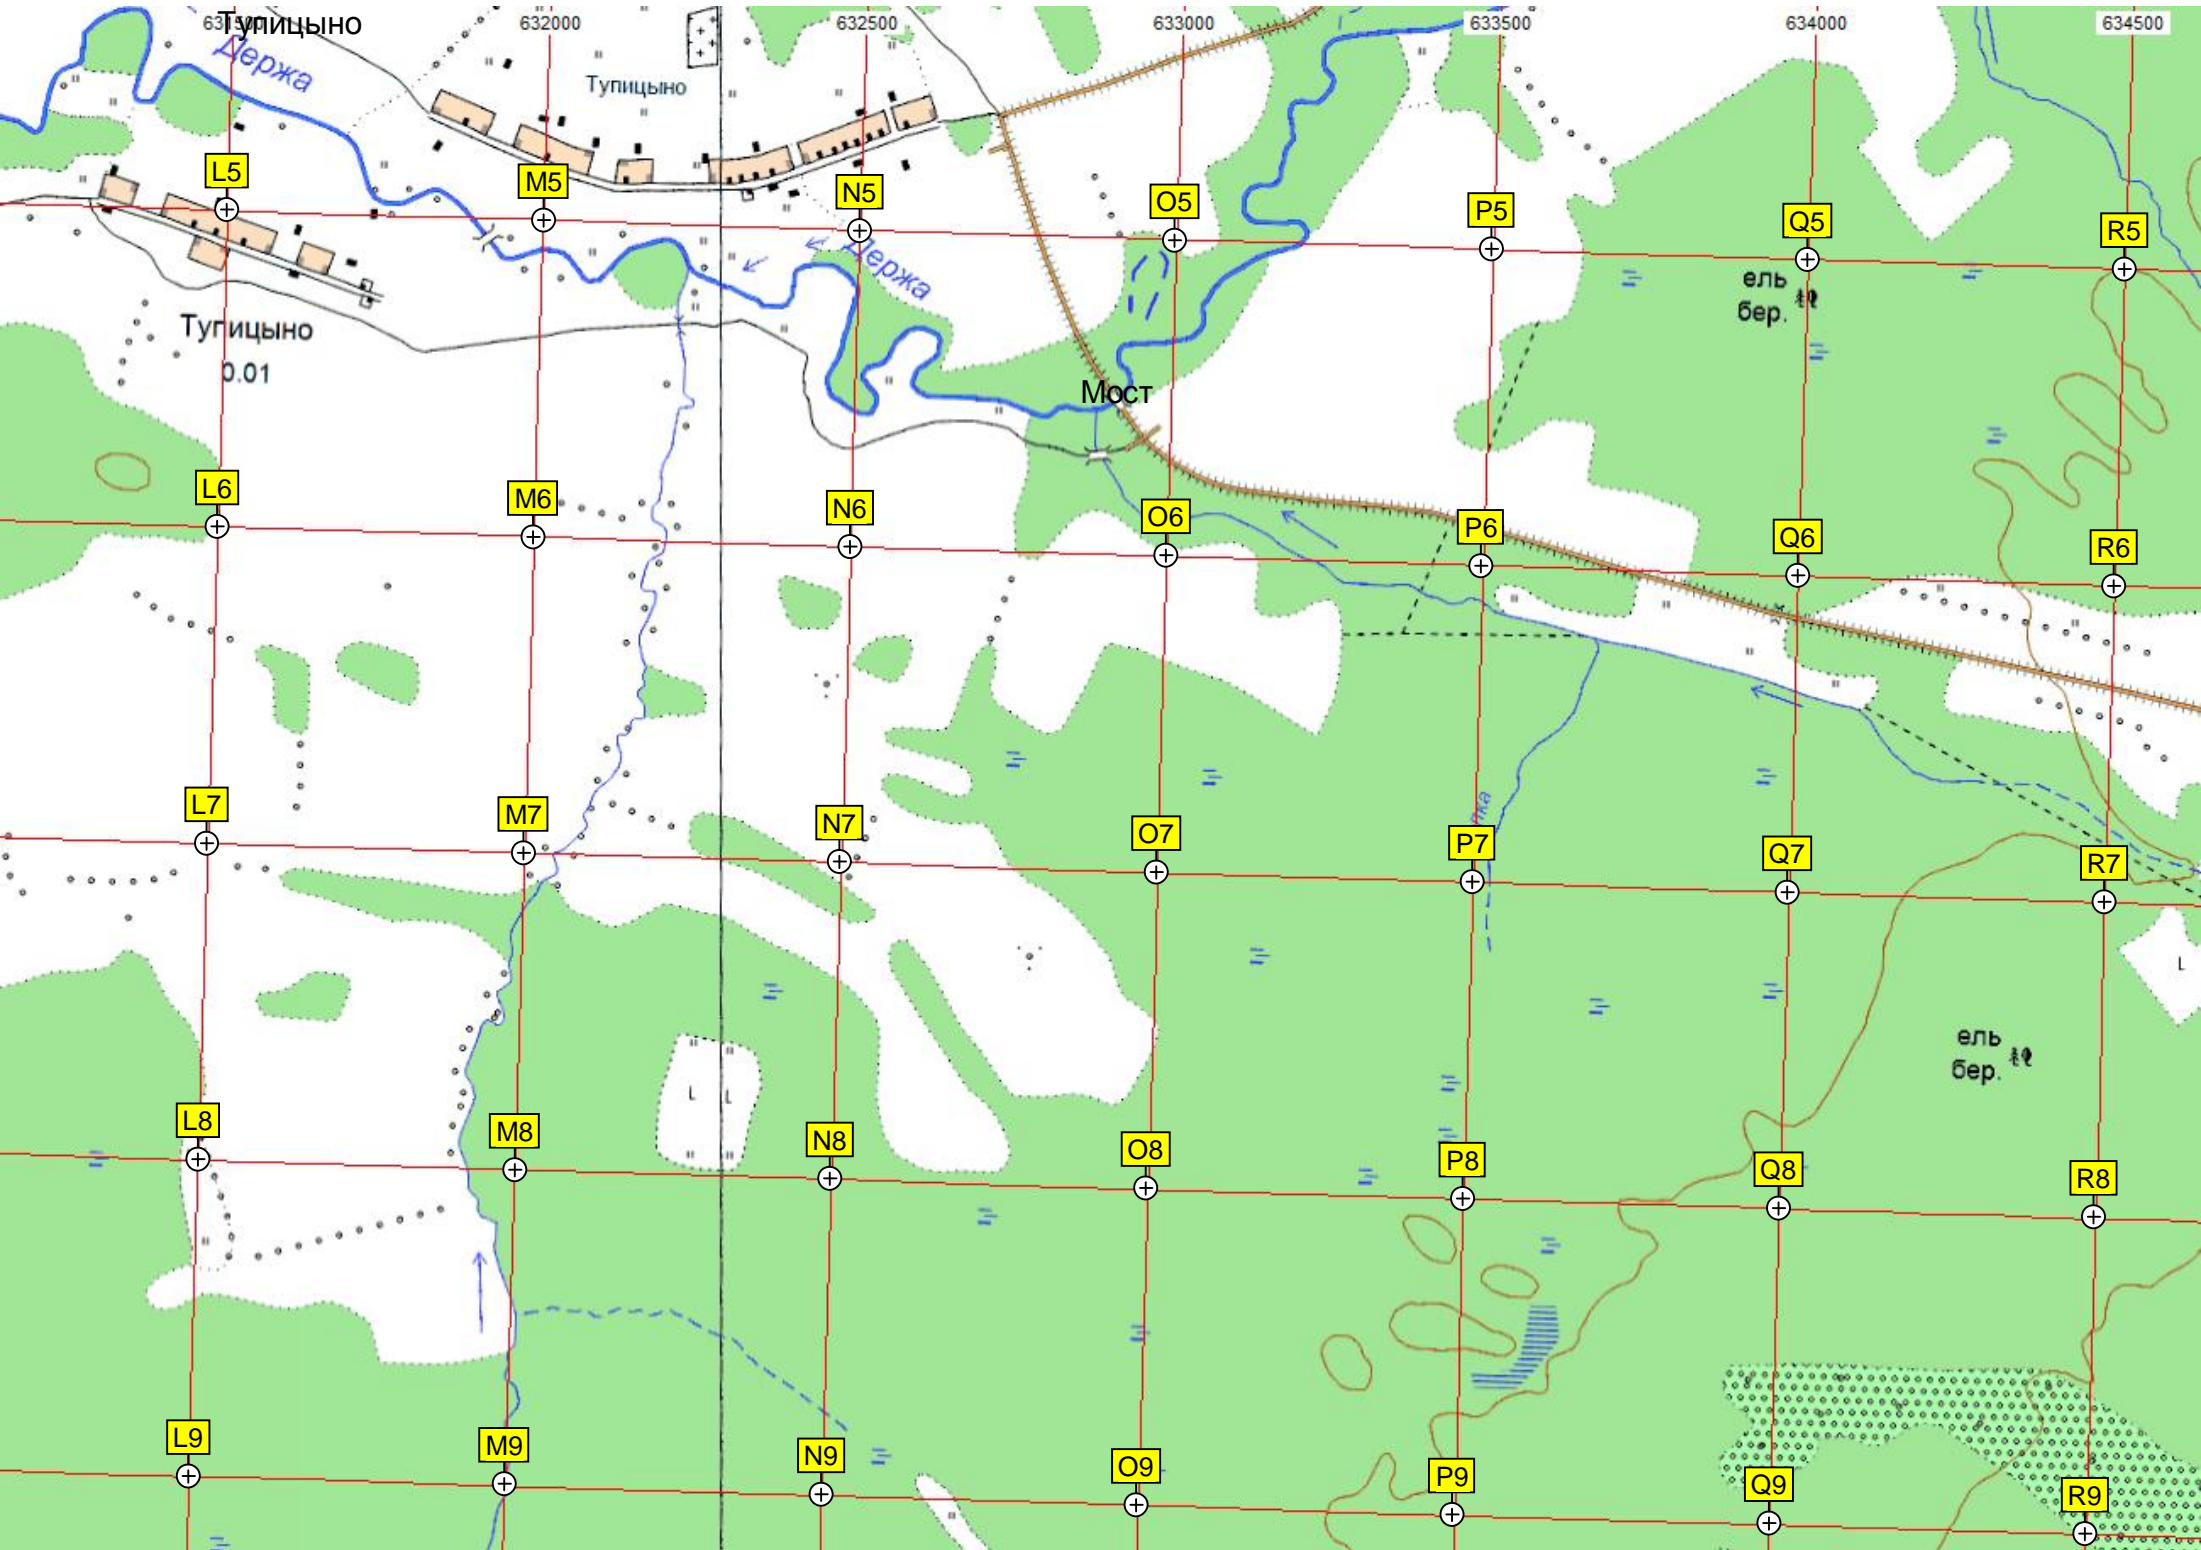 631500
632000
632500
633000
633500
634000
634500
Тупицыно
Держа
Тупицыно
L5
M5
N5
O5
P5
Q5
R5
Держа
ель
бер.
Тупицыно
0.01
Мост
L6
M6
N6
O6
P6
Q6
R6
L7
M7
N7
O7
P7
Q7
R7
ель
бер.
L8
M8
N8
O8
P8
Q8
R8
L9
M9
N9
O9
P9
Q9
R9